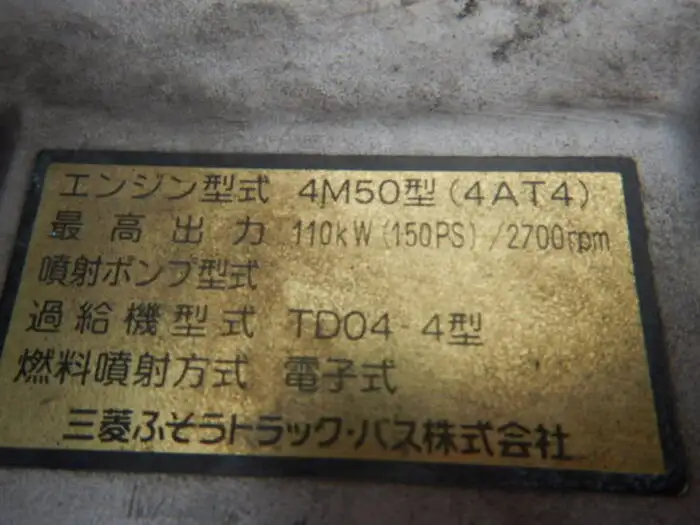 エンジン型式 4M50型(4AT4)
最高出力 110kW(150PS)/2700rpm
噴射ポンプ型式
過給機型式 TD04-4型
燃料噴射方式 電子式
三菱ふそうトラック・バス株式会社